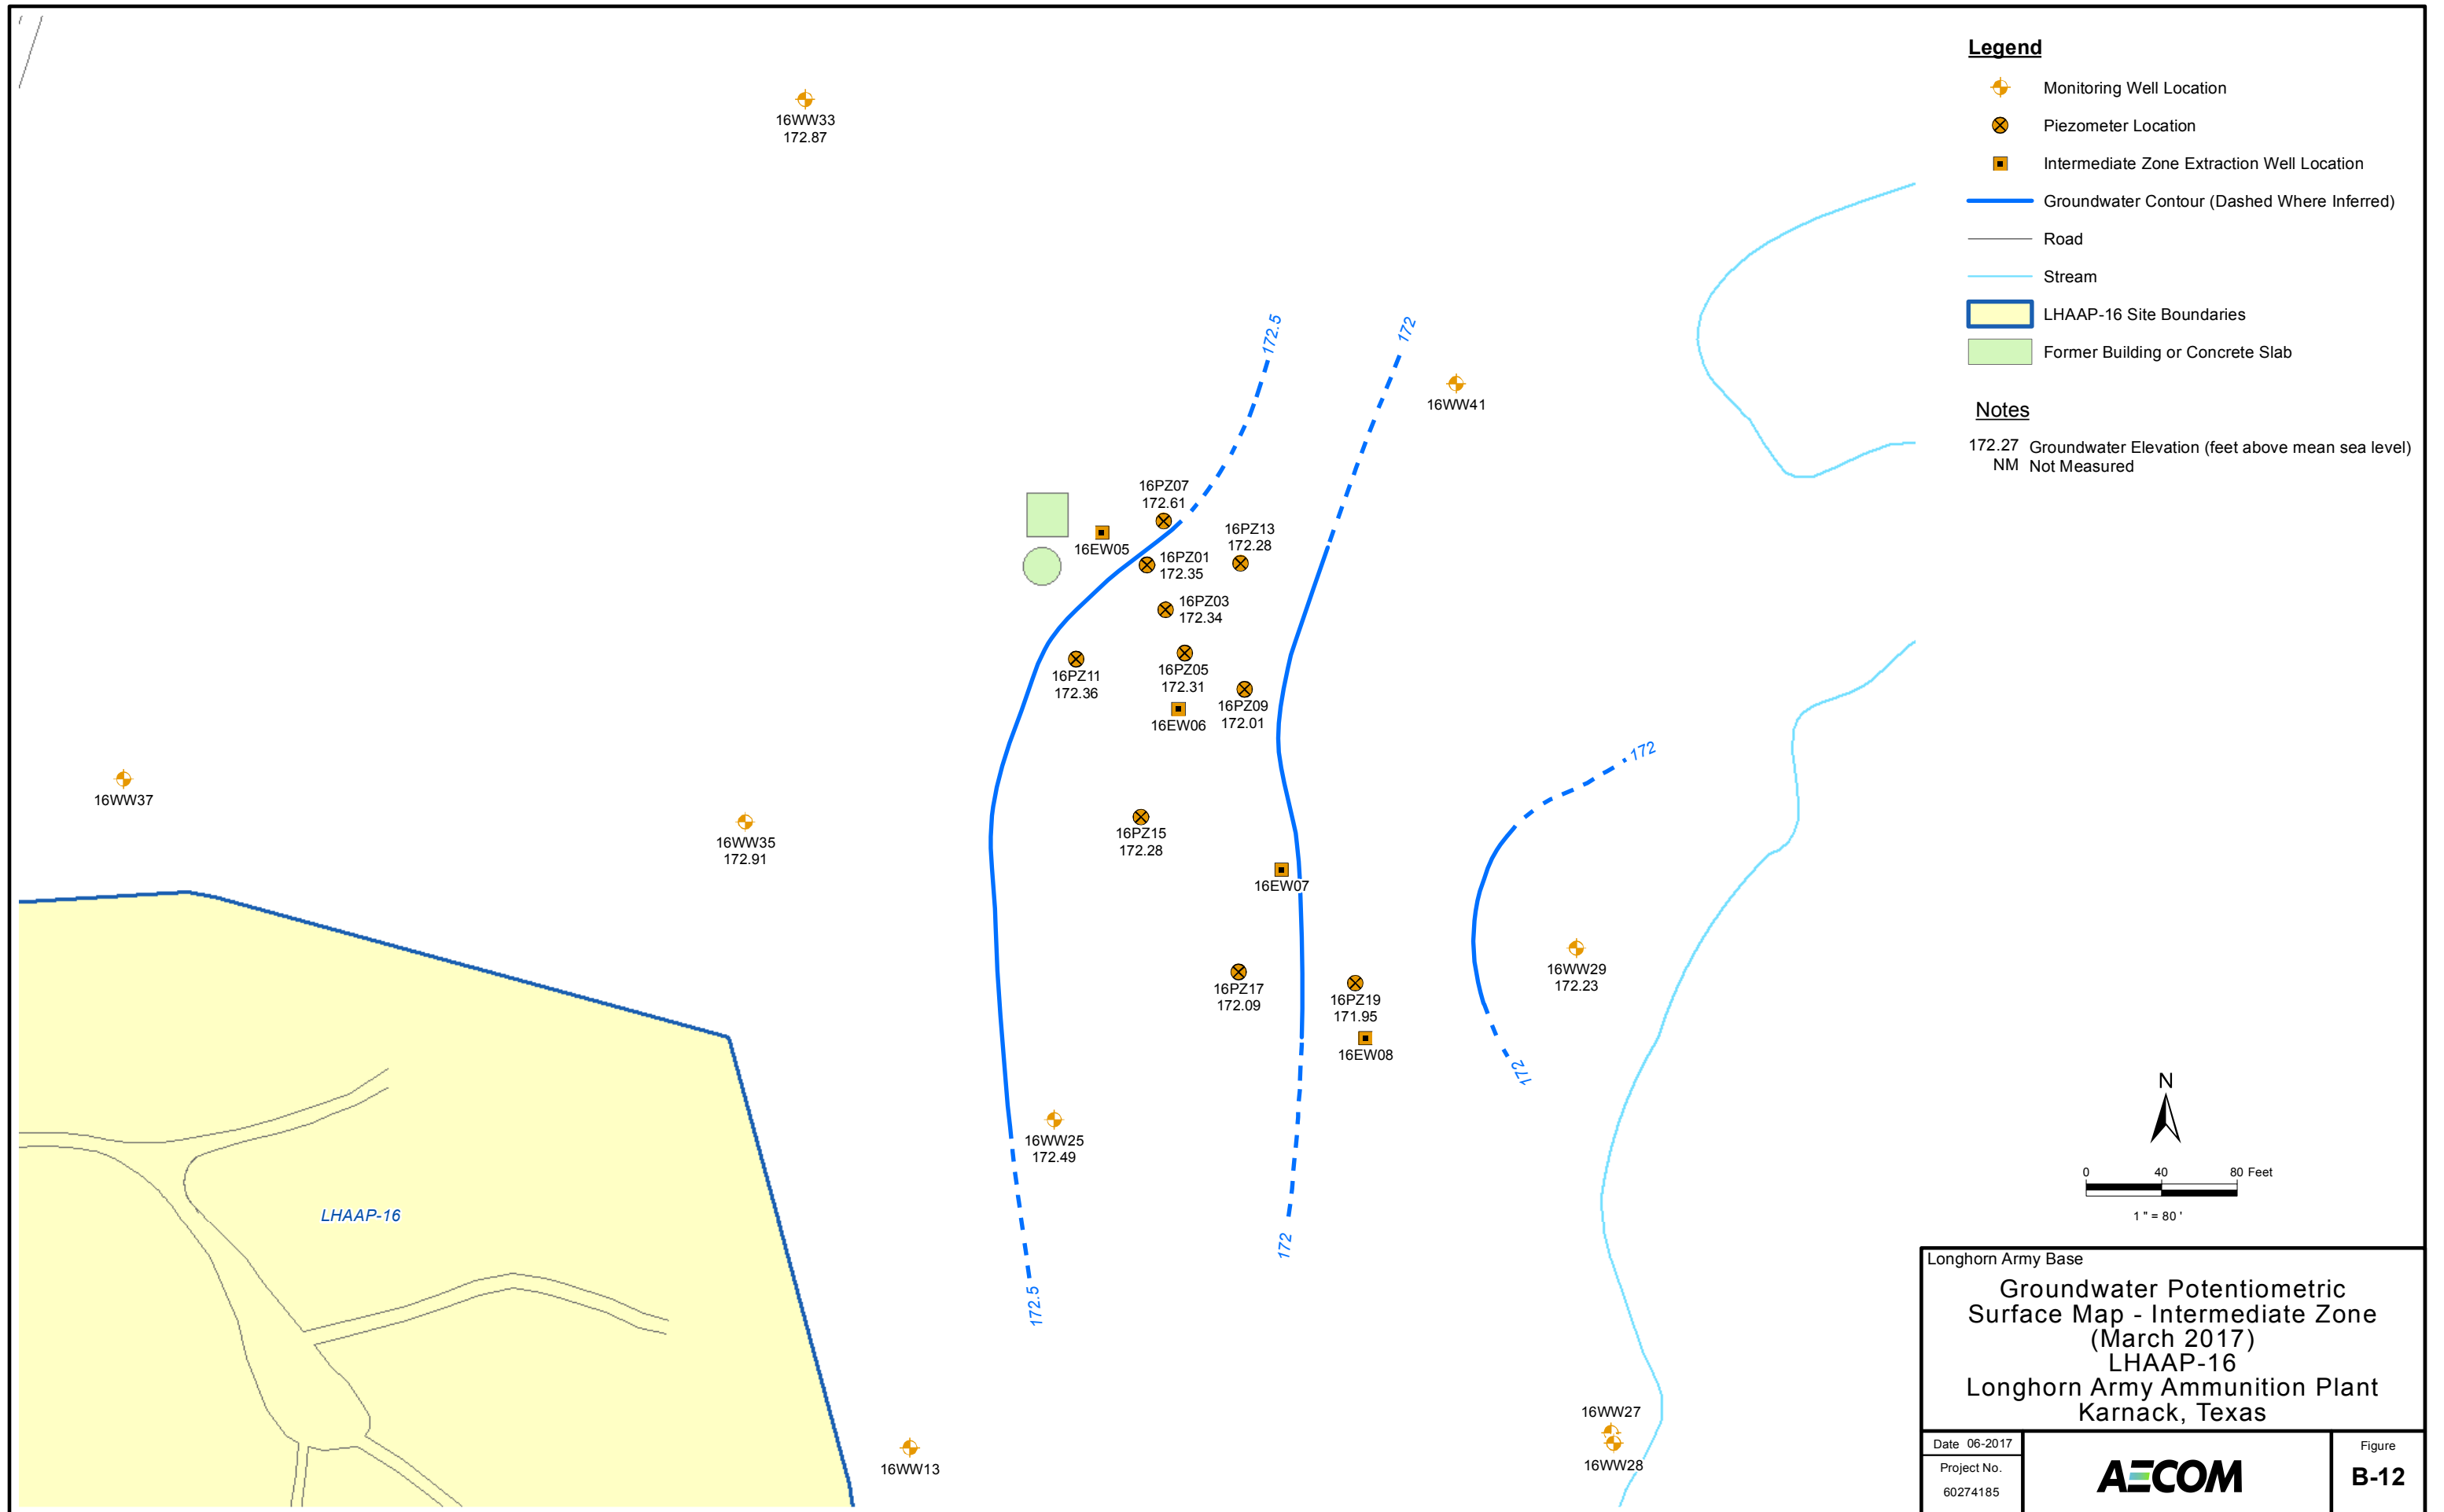 Legend
Monitoring Well Location
Piezometer Location
Intermediate Zone Extraction Well Location
Groundwater Contour (Dashed Where Inferred)
Road
Stream
LHAAP-16 Site Boundaries
Former Building or Concrete Slab
Notes
172.27 Groundwater Elevation (feet above mean sea level)
NM Not Measured
16WW33
172.87
172.5
172
16WW41
16PZ07
172.61
16EW05
16PZ13
172.28
16PZ01
172.35
16PZ03
172.34
16PZ11
172.36
16PZ05
172.31
16EW06
16PZ09
172.01
172
16WW37
16WW35
172.91
16PZ15
172.28
16EW07
16WW29
172.23
16PZ17
172.09
16PZ19
171.95
16EW08
172
16WW25
172.49
172
172.5
LHAAP-16
16WW13
16WW27
16WW28
N
0 40 80 Feet
1 " = 80 '
Longhorn Army Base
Groundwater Potentiometric
Surface Map - Intermediate Zone
(March 2017)
LHAAP-16
Longhorn Army Ammunition Plant
Karnack, Texas
Date 06-2017
Project No.
60274185
AECOM
Figure
B-12